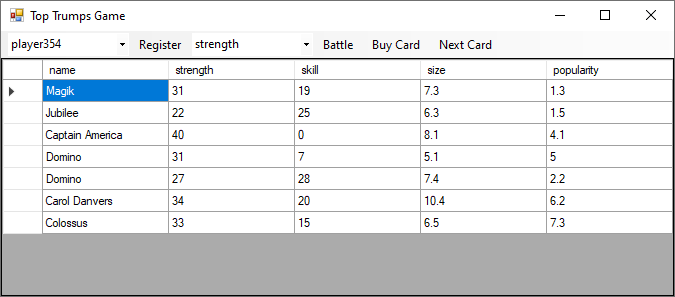 Top Trumps Game
player354 Register strength Battle Buy Card Next Card
name strength skill size popularity
Magik 31 19 7.3 1.3
Jubilee 22 25 6.3 1.5
Captain America 40 0 8.1 4.1
Domino 31 7 5.1 5
Domino 27 28 7.4 2.2
Carol Danvers 34 20 10.4 6.2
Colossus 33 15 6.5 7.3